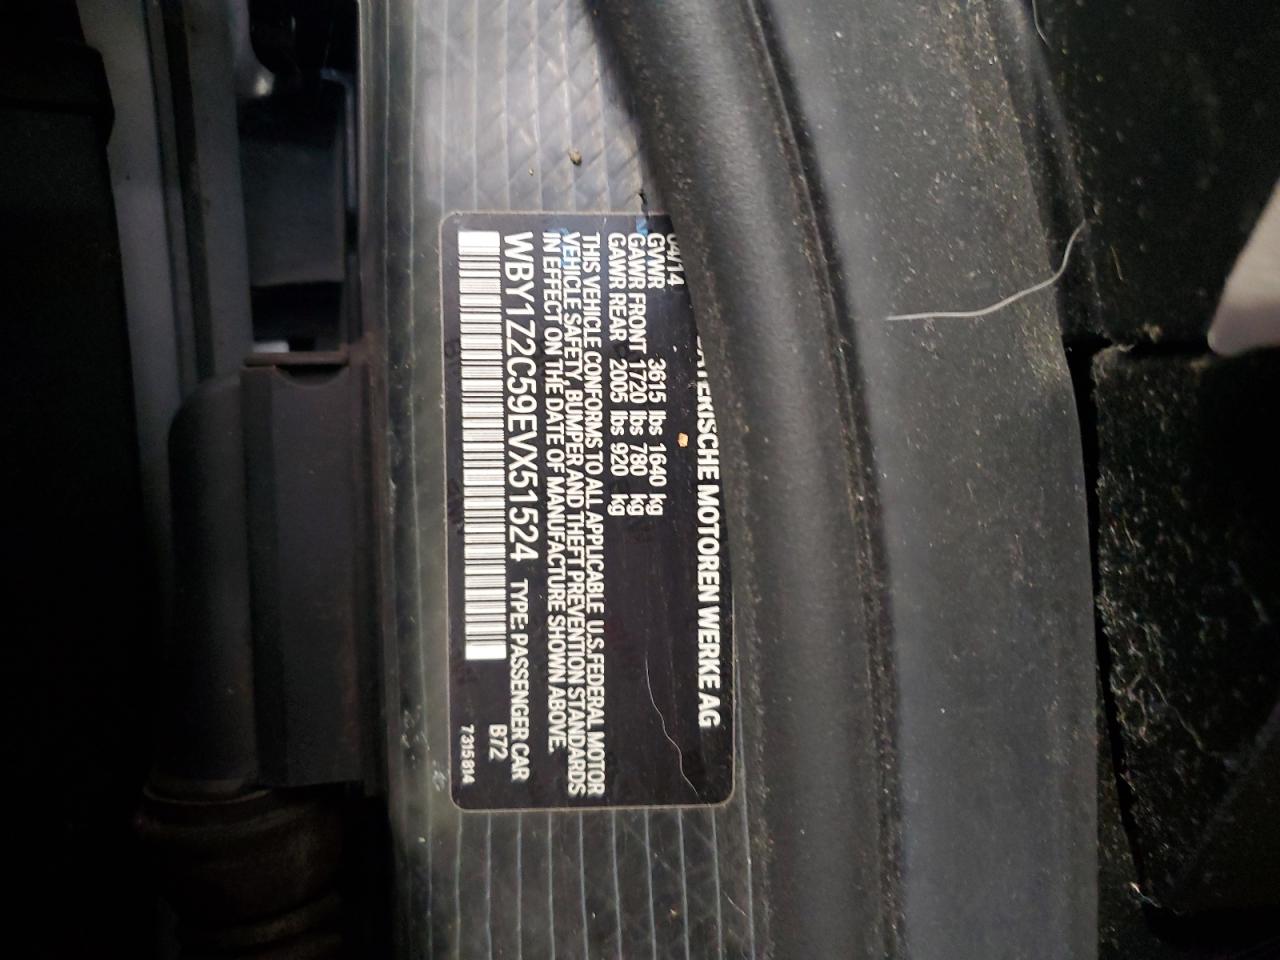 BAYERISCHE MOTOREN WERKE AG
04/14
GVWR 3615 lbs 1640 kg
GAWR FRONT 1720 lbs 780 kg
GAWR REAR 2005 lbs 920 kg
THIS VEHICLE CONFORMS TO ALL APPLICABLE U.S.FEDERAL MOTOR
VEHICLE SAFETY, BUMPER AND THEFT PREVENTION STANDARDS
IN EFFECT ON THE DATE OF MANUFACTURE SHOWN ABOVE.
WBY1Z2C59EVX51524 TYPE: PASSENGER CAR
B72
7315814